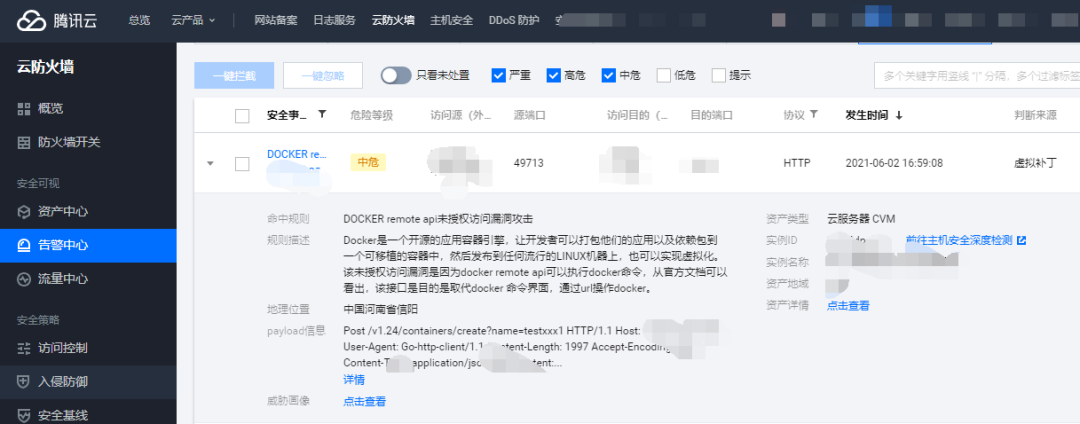 腾讯云 总览 云产品 网站备案 日志服务 云防火墙 主机安全 DDoS 防护
云防火墙
一键拦截 一键忽略 只看未处置 严重 高危 中危 低危 提示 多个关键字用竖线 "|" 分隔，多个过滤标签
概览
防火墙开关
安全可视
资产中心
告警中心
流量中心
安全策略
访问控制
入侵防御
安全基线
安全事... 危险等级 访问源（外... 源端口 访问目的（... 目的端口 协议 发生时间 判断来源
DOCKER re... 中危 49713 HTTP 2021-06-02 16:59:08 虚拟补丁
命中规则 DOCKER remote api未授权访问漏洞攻击
规则描述 Docker是一个开源的应用容器引擎，让开发者可以打包他们的应用以及依赖包到
一个可移植的容器中，然后发布到任何流行的LINUX机器上，也可以实现虚拟化。
该未授权访问漏洞是因为docker remote api可以执行docker命令，从官方文档可以
看出，该接口是目的是取代docker 命令界面，通过url操作docker。
地理位置 中国河南省信阳
payload信息 Post /v1.24/containers/create?name=testxxx1 HTTP/1.1 Host:
User-Agent: Go-http-client/1.1 Content-Length: 1997 Accept-Encoding
详情
威胁画像 点击查看
资产类型 云服务器 CVM
实例ID 前往主机安全深度检测
实例名称
资产地域
资产详情 点击查看